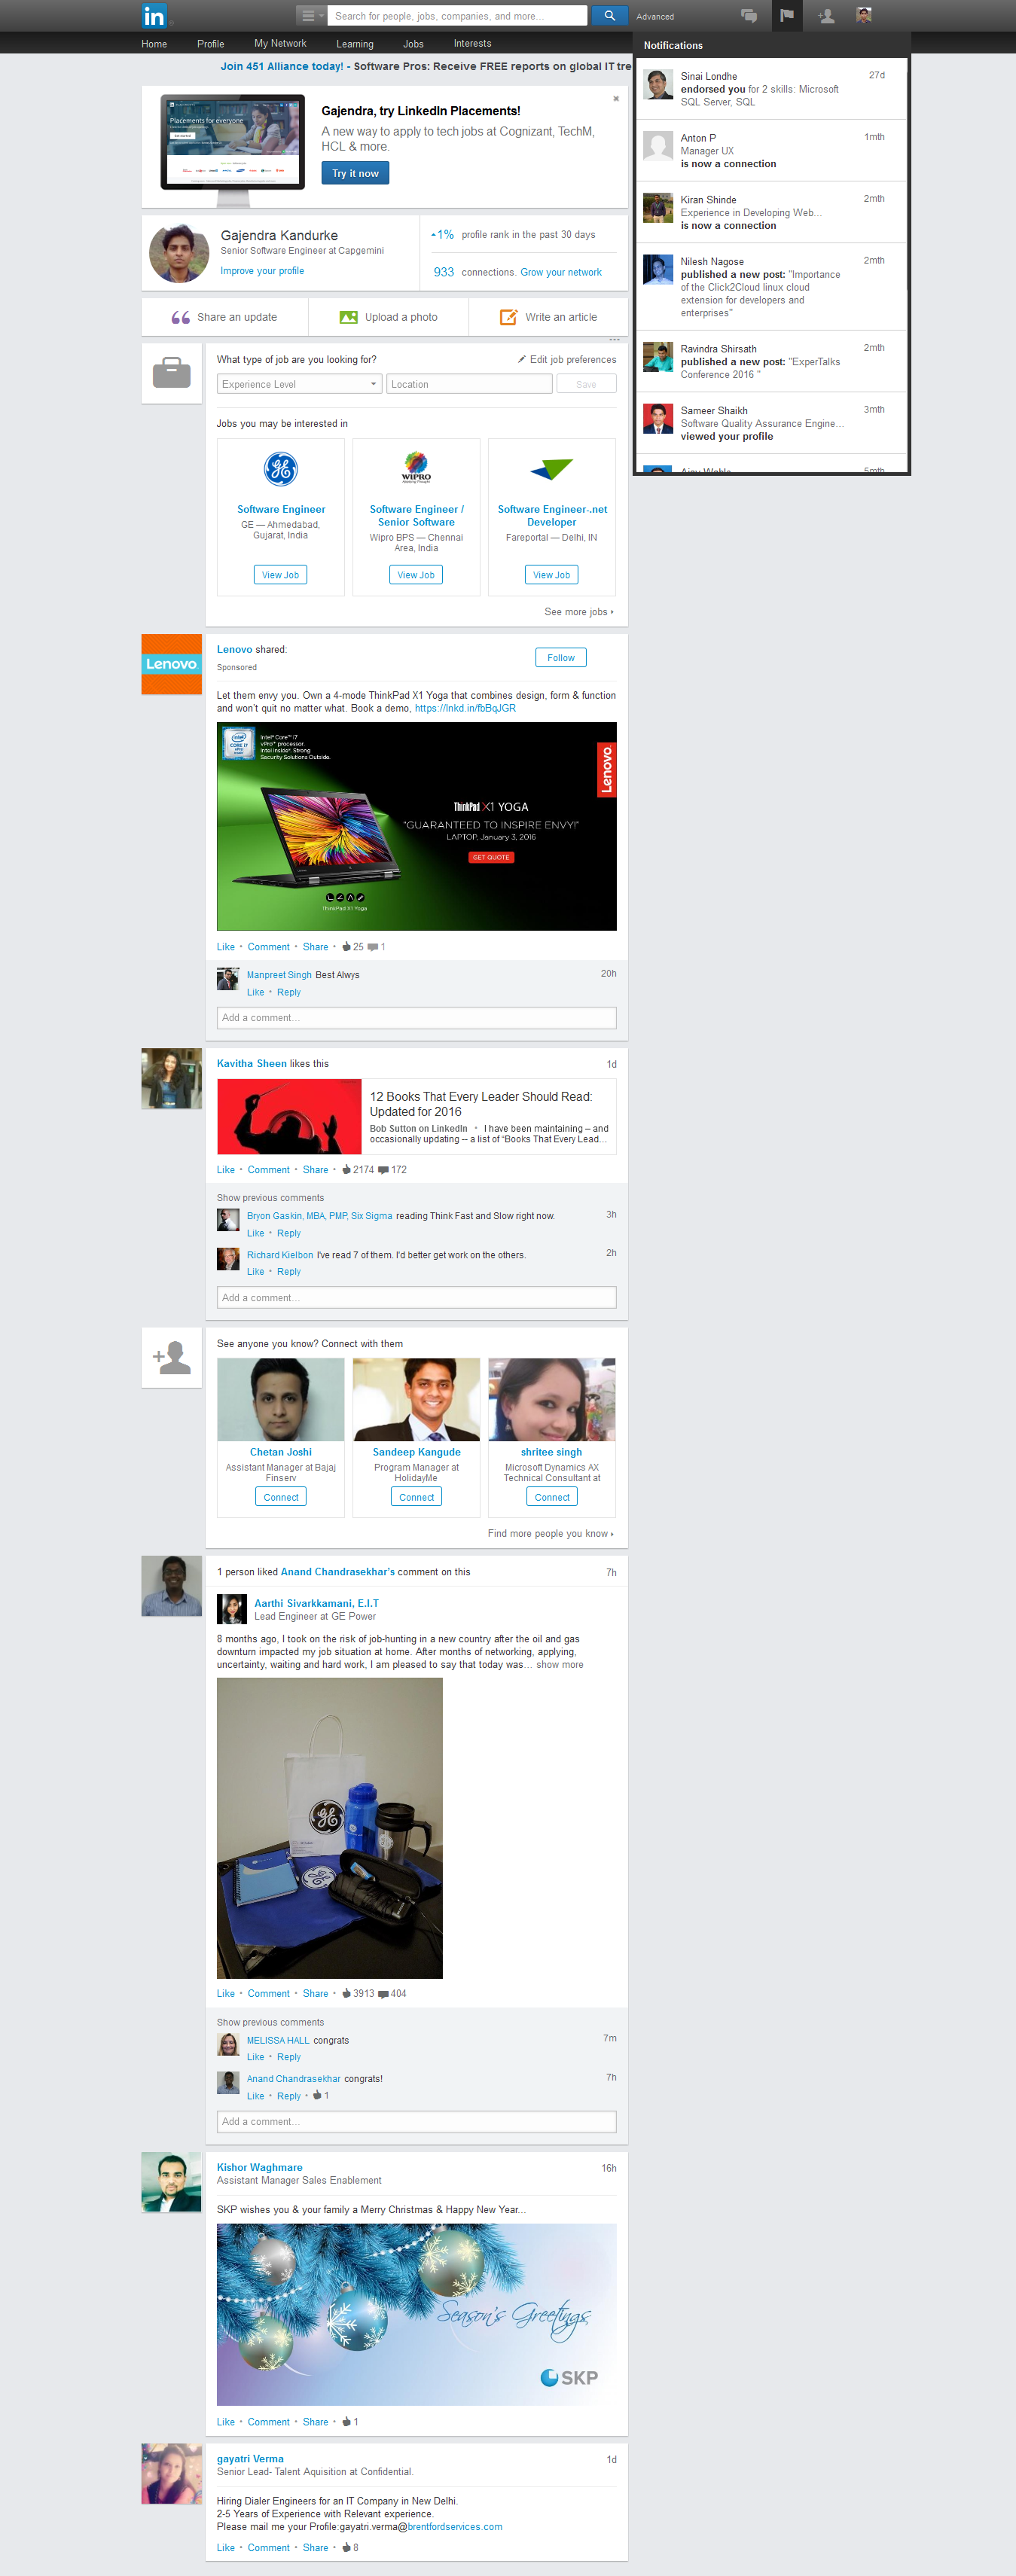 in
Search for people, jobs, companies, and more...
Advanced
Home
Profile
My Network
Learning
Jobs
Interests
Join 451 Alliance today! - Software Pros: Receive FREE reports on global IT tre
Notifications
Sinai Londhe
27d
endorsed you for 2 skills: Microsoft
SQL Server, SQL
Anton P
1mth
Manager UX
is now a connection
Kiran Shinde
2mth
Experience in Developing Web...
is now a connection
Nilesh Nagose
2mth
published a new post: "Importance
of the Click2Cloud linux cloud
extension for developers and
enterprises"
Ravindra Shirsath
2mth
published a new post: "ExperTalks
Conference 2016 "
Sameer Shaikh
3mth
Software Quality Assurance Engine...
viewed your profile
5mth
Placements for everyone
Gajendra, try LinkedIn Placements!
A new way to apply to tech jobs at Cognizant, TechM,
HCL & more.
Try it now
Gajendra Kandurke
Senior Software Engineer at Capgemini
Improve your profile
1% profile rank in the past 30 days
933 connections. Grow your network
Share an update
Upload a photo
Write an article
What type of job are you looking for?
Edit job preferences
Experience Level
Location
Save
Jobs you may be interested in
GE
Software Engineer
GE — Ahmedabad,
Gujarat, India
View Job
WIPRO
Software Engineer /
Senior Software
Wipro BPS — Chennai
Area, India
View Job
Software Engineer-.net
Developer
Fareportal — Delhi, IN
View Job
See more jobs
Lenovo
Lenovo shared:
Sponsored
Follow
Let them envy you. Own a 4-mode ThinkPad X1 Yoga that combines design, form & function
and won't quit no matter what. Book a demo, https://lnkd.in/fbBqJGR
CORE i7
vPro
Intel® Core™ i7
vPro™ processor.
Intel Inside®. Strong
Security Solutions Outside.
Lenovo
ThinkPad X1 YOGA
"GUARANTEED TO INSPIRE ENVY!"
LAPTOP, January 3, 2016
GET QUOTE
ThinkPad X1 Yoga
Like • Comment • Share • 25 1
Manpreet Singh Best Alwys
20h
Like • Reply
Add a comment...
Kavitha Sheen likes this
1d
12 Books That Every Leader Should Read:
Updated for 2016
Bob Sutton on LinkedIn • I have been maintaining – and
occasionally updating -- a list of "Books That Every Lead...
Like • Comment • Share • 2174 172
Show previous comments
Bryon Gaskin, MBA, PMP, Six Sigma reading Think Fast and Slow right now.
3h
Like • Reply
Richard Kielbon I've read 7 of them. I'd better get work on the others.
2h
Like • Reply
Add a comment...
See anyone you know? Connect with them
Chetan Joshi
Assistant Manager at Bajaj
Finserv
Connect
Sandeep Kangude
Program Manager at
HolidayMe
Connect
shritee singh
Microsoft Dynamics AX
Technical Consultant at
Connect
Find more people you know
1 person liked Anand Chandrasekhar's comment on this
7h
Aarthi Sivarkkamani, E.I.T
Lead Engineer at GE Power
8 months ago, I took on the risk of job-hunting in a new country after the oil and gas
downturn impacted my job situation at home. After months of networking, applying,
uncertainty, waiting and hard work, I am pleased to say that today was... show more
GE
Like • Comment • Share • 3913 404
Show previous comments
MELISSA HALL congrats
7m
Like • Reply
Anand Chandrasekhar congrats!
7h
Like • Reply • 1
Add a comment...
Kishor Waghmare
16h
Assistant Manager Sales Enablement
SKP wishes you & your family a Merry Christmas & Happy New Year...
Season's Greetings
SKP
Like • Comment • Share • 1
gayatri Verma
1d
Senior Lead- Talent Aquisition at Confidential.
Hiring Dialer Engineers for an IT Company in New Delhi.
2-5 Years of Experience with Relevant experience.
Please mail me your Profile:gayatri.verma@brentfordservices.com
Like • Comment • Share • 8